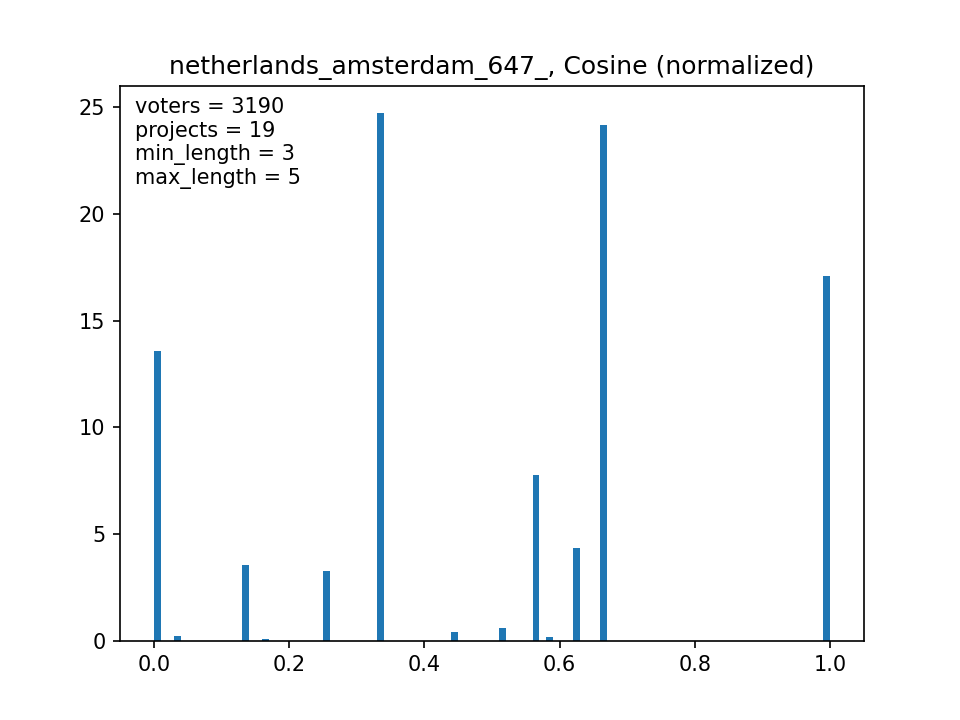 netherlands_amsterdam_647_, Cosine (normalized)
voters = 3190
projects = 19
min_length = 3
max_length = 5
25
20
15
10
5
0
0.0 0.2 0.4 0.6 0.8 1.0